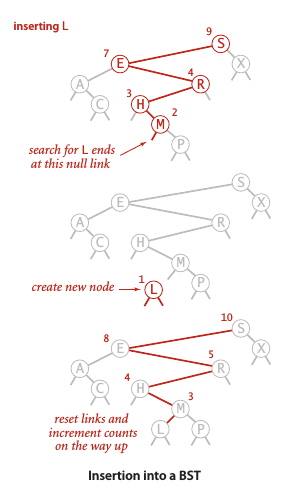 inserting L
9
S
7
E
X
4
A
R
3
C
H
2
M
search for L ends
at this null link
P
S
E
X
A
R
C
H
M
P
1
create new node
L
10
S
8
E
X
5
A
R
4
C
H
3
M
reset links and
increment counts
on the way up
L
P
Insertion into a BST